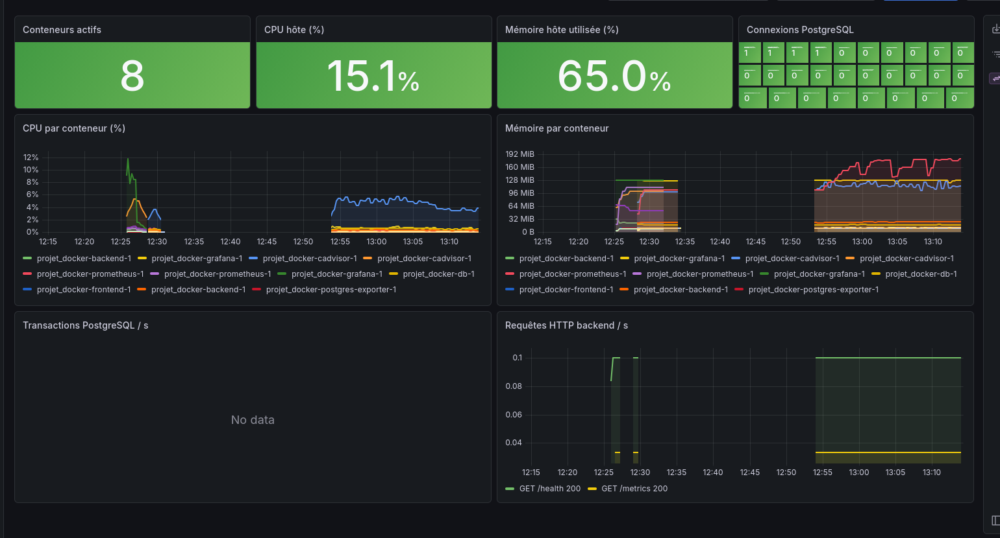 Conteneurs actifs
8
CPU hôte (%)
15.1%
Mémoire hôte utilisée (%)
65.0%
Connexions PostgreSQL
1 1 1 1 0 0 0 0 0 0
0 0 0 0 0 0 0 0 0 0
0 0 0 0 0 0 0 0
CPU par conteneur (%)
12%
10%
8%
6%
4%
2%
0%
12:15 12:20 12:25 12:30 12:35 12:40 12:45 12:50 12:55 13:00 13:05 13:10
projet_docker-backend-1 projet_docker-grafana-1 projet_docker-cadvisor-1 projet_docker-cadvisor-1
projet_docker-prometheus-1 projet_docker-prometheus-1 projet_docker-grafana-1 projet_docker-db-1
projet_docker-frontend-1 projet_docker-backend-1 projet_docker-postgres-exporter-1
Mémoire par conteneur
192 MiB
160 MiB
128 MiB
96 MiB
64 MiB
32 MiB
0 B
12:15 12:20 12:25 12:30 12:35 12:40 12:45 12:50 12:55 13:00 13:05 13:10
projet_docker-backend-1 projet_docker-grafana-1 projet_docker-cadvisor-1 projet_docker-cadvisor-1
projet_docker-prometheus-1 projet_docker-prometheus-1 projet_docker-grafana-1 projet_docker-db-1
projet_docker-frontend-1 projet_docker-backend-1 projet_docker-postgres-exporter-1
Transactions PostgreSQL / s
No data
Requêtes HTTP backend / s
0.1
0.08
0.06
0.04
12:15 12:20 12:25 12:30 12:35 12:40 12:45 12:50 12:55 13:00 13:05 13:10
GET /health 200 GET /metrics 200